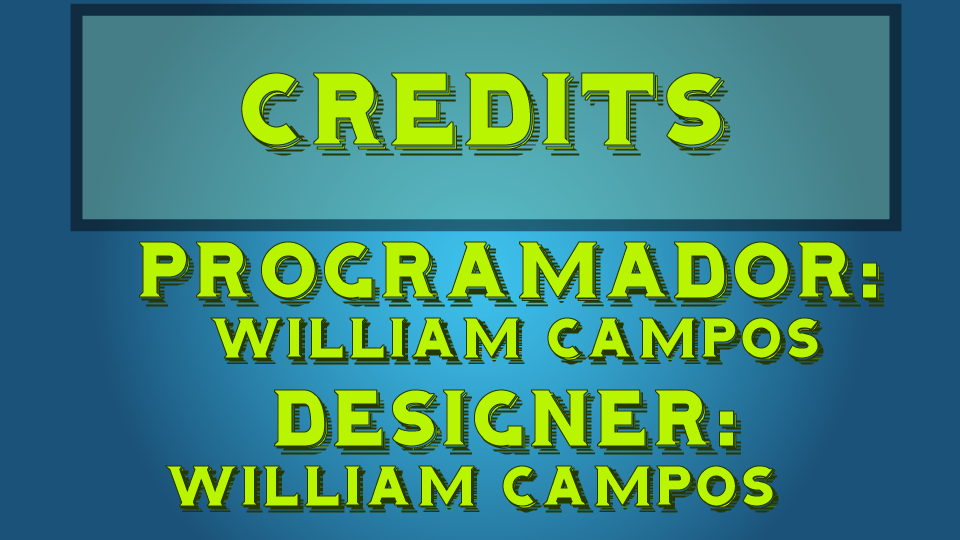 CREDITS
PROGRAMADOR:
WILLIAM CAMPOS
DESIGNER:
WILLIAM CAMPOS